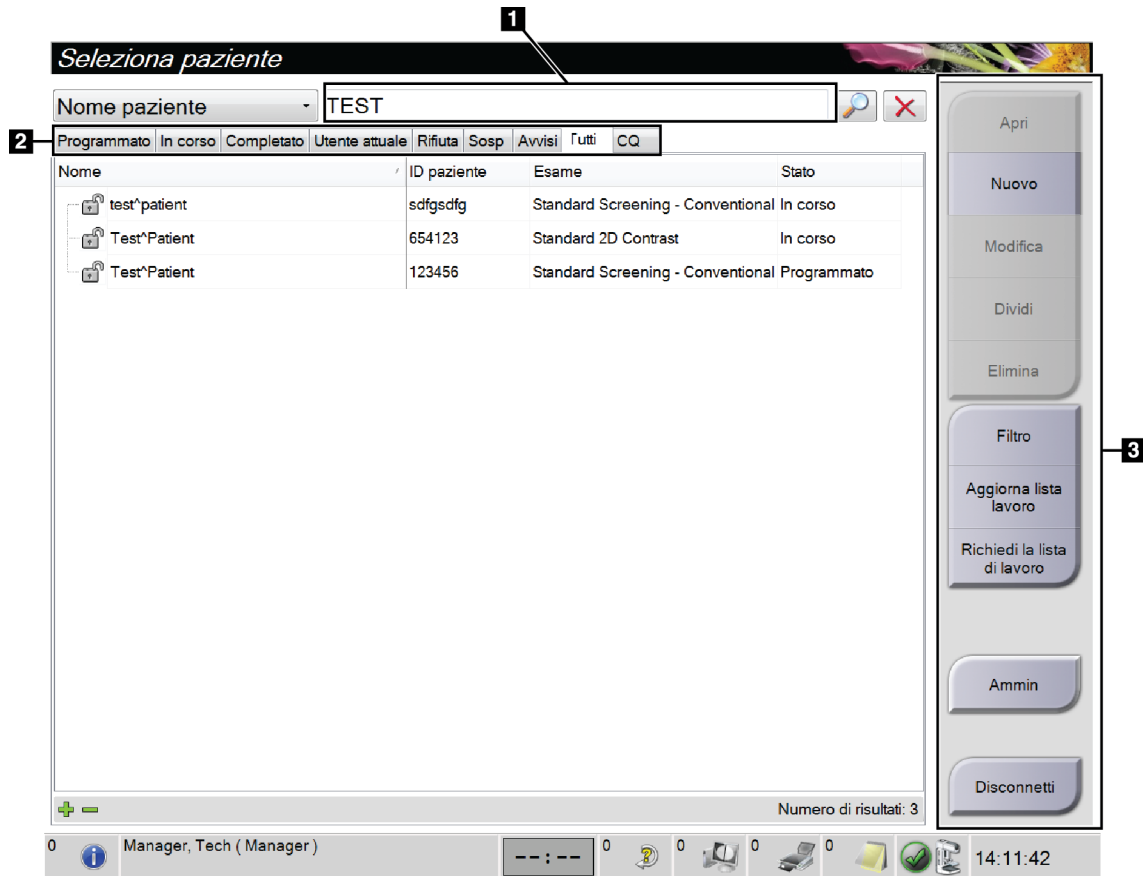 1
Seleziona paziente
Nome paziente TEST
2
Programmato In corso Completato Utente attuale Rifiuta Sosp Avvisi Tutti CQ
Nome ID paziente Esame Stato
test^patient sdfgsdfg Standard Screening - Conventional In corso
Test^Patient 654123 Standard 2D Contrast In corso
Test^Patient 123456 Standard Screening - Conventional Programmato
Numero di risultati: 3
Apri
Nuovo
Modifica
Dividi
Elimina
Filtro
Aggiorna lista
lavoro
Richiedi la lista
di lavoro
Ammin
Disconnetti
3
0 Manager, Tech ( Manager ) --:-- 0 0 0 0 14:11:42